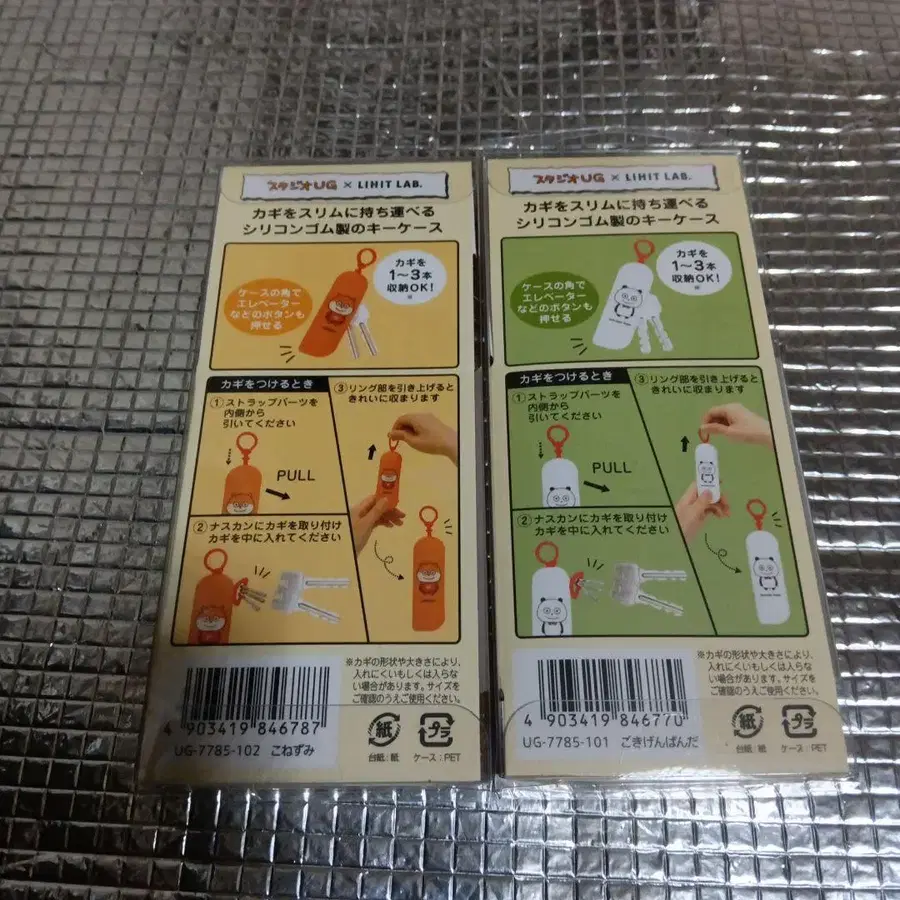 スタジオUG × LIHIT LAB.
カギをスリムに持ち運べる
シリコンゴム製のキーケース
ケースの角で
エレベーター
などのボタンも
押せる
カギを
1～3本
収納OK!
※
カギをつけるとき
①ストラップパーツを
内側から
引いてください
PULL
②ナスカンにカギを取り付け
カギを中に入れてください
③リング部を引き上げると
きれいに収まります
※カギの形状や大きさにより、
入れにくいもしくは入らな
い場合があります。サイズを
ご確認のうえご使用ください。
4 903419 846787
UG-7785-102 こねずみ
紙
台紙:紙
プラ
ケース:PET
スタジオUG × LIHIT LAB.
カギをスリムに持ち運べる
シリコンゴム製のキーケース
ケースの角で
エレベーター
などのボタンも
押せる
カギを
1～3本
収納OK!
※
カギをつけるとき
①ストラップパーツを
内側から
引いてください
PULL
②ナスカンにカギを取り付け
カギを中に入れてください
③リング部を引き上げると
きれいに収まります
※カギの形状や大きさにより、
入れにくいもしくは入らな
い場合があります。サイズを
ご確認のうえご使用ください。
4 903419 846770
UG-7785-101 ごきげんぱんだ
紙
台紙:紙
プラ
ケース:PET